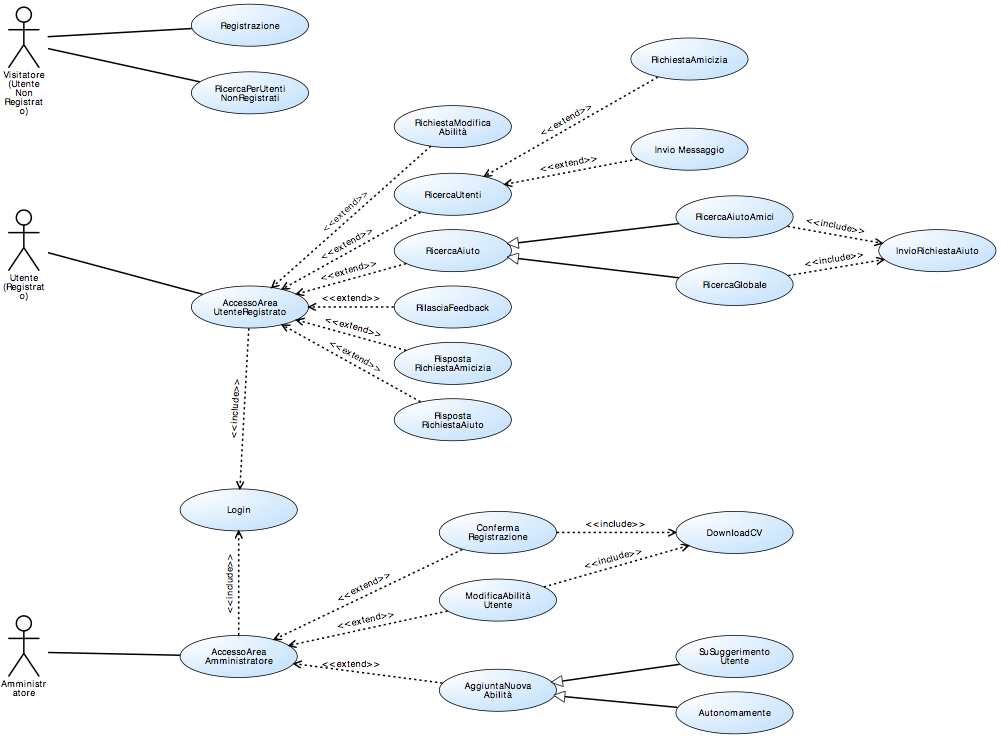 Registrazione
Visitatore
(Utente
Non
Registrat
o)
RicercaPerUtenti
NonRegistrati
RichiestaAmicizia
<<extend>>
RichiestaModifica
Abilità
Invio Messaggio
<<extend>>
RicercaUtenti
<<extend>>
RicercaAiutoAmici
<<include>>
<<extend>>
RicercaAiuto
InvioRichiestaAiuto
<<include>>
<<extend>>
Utente
(Registrat
o)
RicercaGlobale
AccessoArea
UtenteRegistrato
<<extend>>
RilasciaFeedback
<<extend>>
<<extend>>
Risposta
RichiestaAmicizia
<<include>>
Risposta
RichiestaAiuto
Login
Conferma
Registrazione
<<include>>
DownloadCV
<<include>>
<<include>>
<<extend>>
ModificaAbilità
Utente
<<extend>>
AccessoArea
Amministratore
<<extend>>
SuSuggerimento
Utente
Amministr
atore
AggiuntaNuova
Abilità
Autonomamente